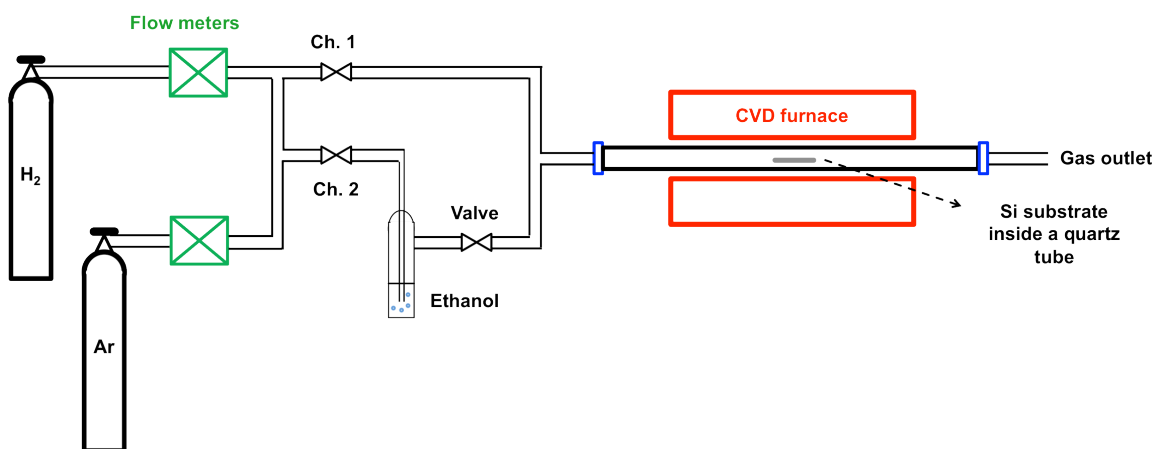 Flow meters
Ch. 1
H₂
CVD furnace
Gas outlet
Ch. 2
Valve
Si substrate
inside a quartz
tube
Ethanol
Ar